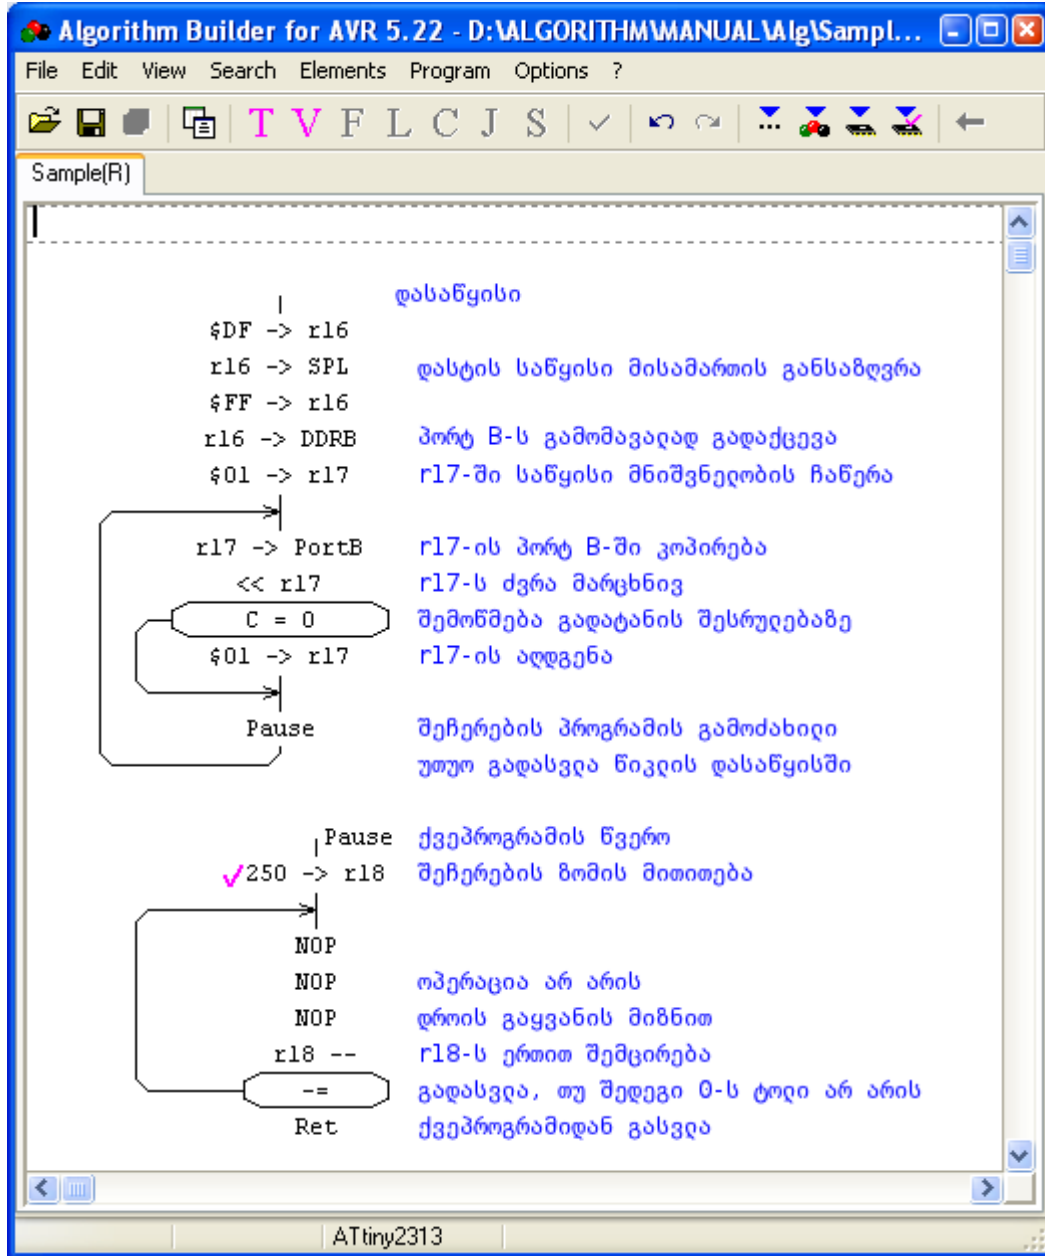 Algorithm Builder for AVR 5.22 - D:\ALGORITHM\MANUAL\Alg\Sampl...
File Edit View Search Elements Program Options ?
T V F L C J S
Sample(R)
დასაწყისი
$DF -> r16
r16 -> SPL დასტის საწყისი მისამართის განსაზღვრა
$FF -> r16
r16 -> DDRB პორტ B-ს გამომავალად გადაქცევა
$01 -> r17 r17-ში საწყისი მნიშვნელობის ჩაწერა
r17 -> PortB r17-ის პორტ B-ში კოპირება
<< r17 r17-ს ძვრა მარცხნივ
C = 0 შემოწმება გადატანის შესრულებაზე
$01 -> r17 r17-ის აღდგენა
Pause შეჩერების პროგრამის გამოძახილი
უთუო გადასვლა წიკლის დასაწყისში
Pause ქვეპროგრამის წვერო
✓250 -> r18 შეჩერების ზომის მითითება
NOP
NOP ოპერაცია არ არის
NOP დროის გაყვანის მიზნით
r18 -- r18-ს ერთით შემცირება
-= გადასვლა, თუ შედეგი 0-ს ტოლი არ არის
Ret ქვეპროგრამიდან გასვლა
ATtiny2313